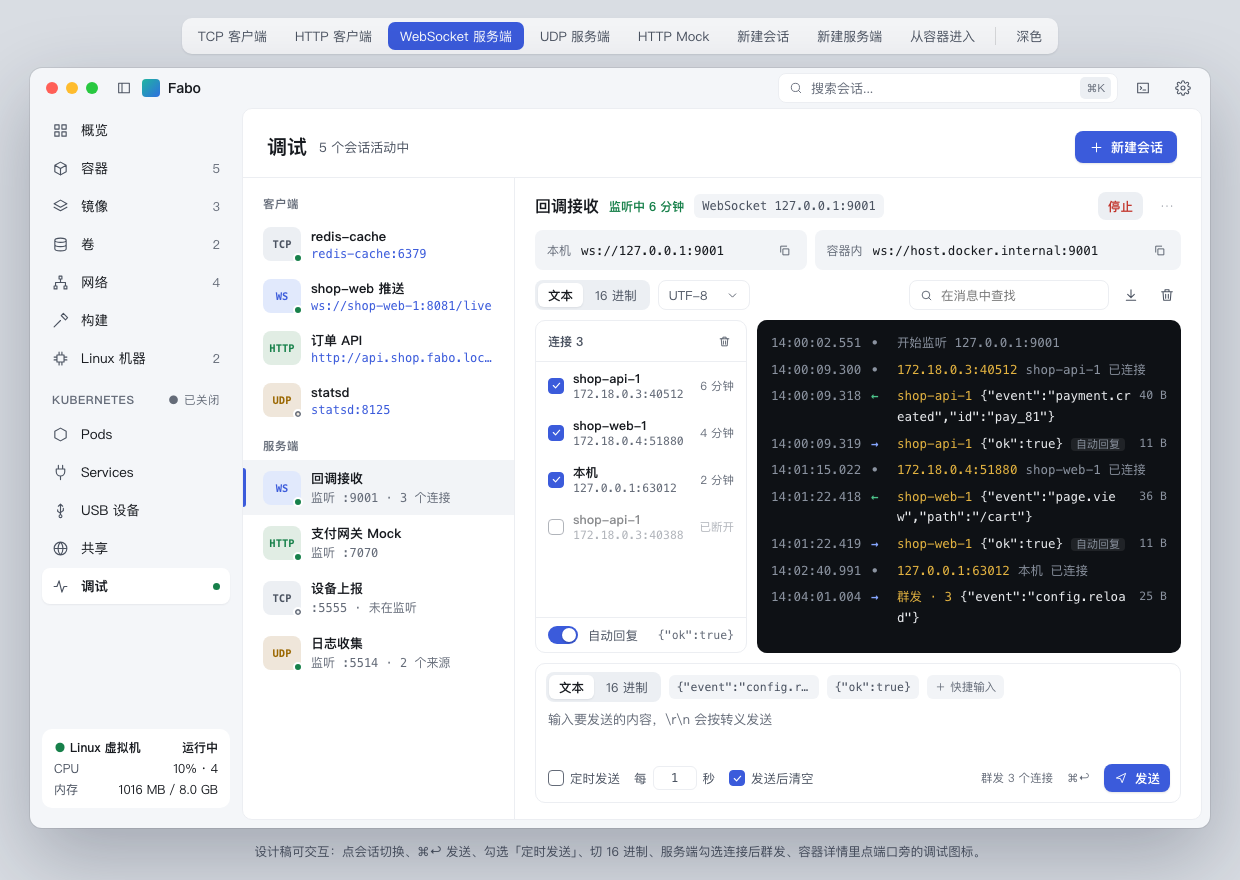 TCP 客户端 HTTP 客户端 WebSocket 服务端 UDP 服务端 HTTP Mock 新建会话 新建服务端 从容器进入 深色
Fabo
搜索会话... ⌘K
概览
容器 5
镜像 3
卷 2
网络 4
构建
Linux 机器 2
KUBERNETES 已关闭
Pods
Services
USB 设备
共享
调试
Linux 虚拟机 运行中
CPU 10% · 4
内存 1016 MB / 8.0 GB
调试 5 个会话活动中
新建会话
客户端
TCP redis-cache
redis-cache:6379
WS shop-web 推送
ws://shop-web-1:8081/live
HTTP 订单 API
http://api.shop.fabo.loc…
UDP statsd
statsd:8125
服务端
WS 回调接收
监听 :9001 · 3 个连接
HTTP 支付网关 Mock
监听 :7070
TCP 设备上报
:5555 · 未在监听
UDP 日志收集
监听 :5514 · 2 个来源
回调接收 监听中 6 分钟 WebSocket 127.0.0.1:9001 停止 ···
本机 ws://127.0.0.1:9001
容器内 ws://host.docker.internal:9001
文本 16 进制 UTF-8 在消息中查找
连接 3
shop-api-1 6 分钟
172.18.0.3:40512
shop-web-1 4 分钟
172.18.0.4:51880
本机 2 分钟
127.0.0.1:63012
shop-api-1 已断开
172.18.0.3:40388
自动回复 {"ok":true}
14:00:02.551 • 开始监听 127.0.0.1:9001
14:00:09.300 • 172.18.0.3:40512 shop-api-1 已连接
14:00:09.318 ← shop-api-1 {"event":"payment.cr 40 B
eated","id":"pay_81"}
14:00:09.319 → shop-api-1 {"ok":true} 自动回复 11 B
14:01:15.022 • 172.18.0.4:51880 shop-web-1 已连接
14:01:22.418 ← shop-web-1 {"event":"page.vie 36 B
w","path":"/cart"}
14:01:22.419 → shop-web-1 {"ok":true} 自动回复 11 B
14:02:40.991 • 127.0.0.1:63012 本机 已连接
14:04:01.004 → 群发 · 3 {"event":"config.reloa 25 B
d"}
文本 16 进制 {"event":"config.r… {"ok":true} + 快捷输入
输入要发送的内容，\r\n 会按转义发送
定时发送 每 1 秒 发送后清空 群发 3 个连接 ⌘↩ 发送
设计稿可交互：点会话切换、⌘↩ 发送、勾选「定时发送」、切 16 进制、服务端勾选连接后群发、容器详情里点端口旁的调试图标。